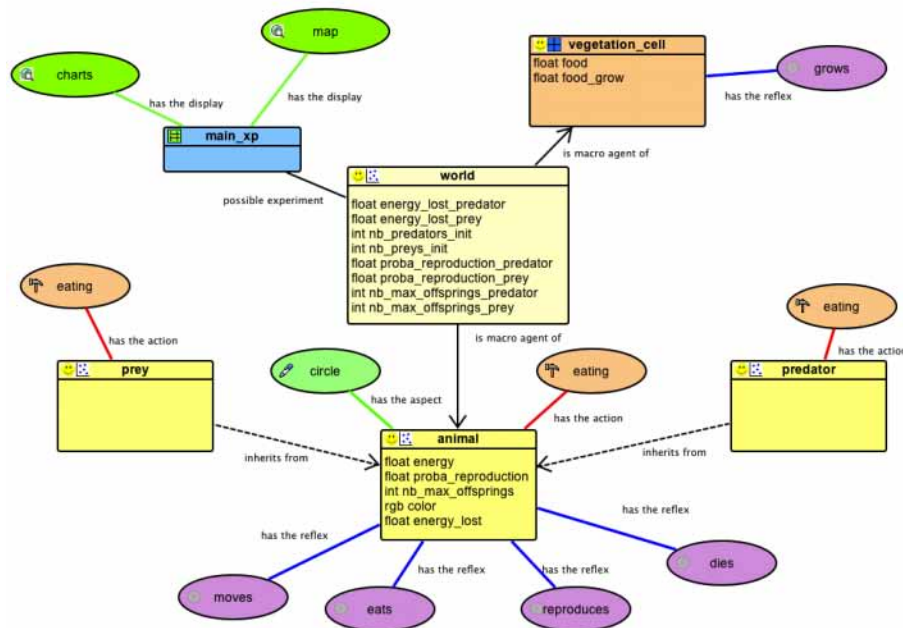 map
charts
vegetation_cell
float food
float food_grow
grows
has the display
has the display
has the reflex
main_xp
is macro agent of
world
possible experiment
float energy_lost_predator
float energy_lost_prey
int nb_predators_init
int nb_preys_init
float proba_reproduction_predator
float proba_reproduction_prey
int nb_max_offsprings_predator
int nb_max_offsprings_prey
eating
eating
has the action
is macro agent of
has the action
prey
circle
eating
predator
has the aspect
has the action
animal
inherits from
inherits from
float energy
float proba_reproduction
int nb_max_offsprings
rgb color
float energy_lost
has the reflex
has the reflex
has the reflex
has the reflex
dies
moves
eats
reproduces